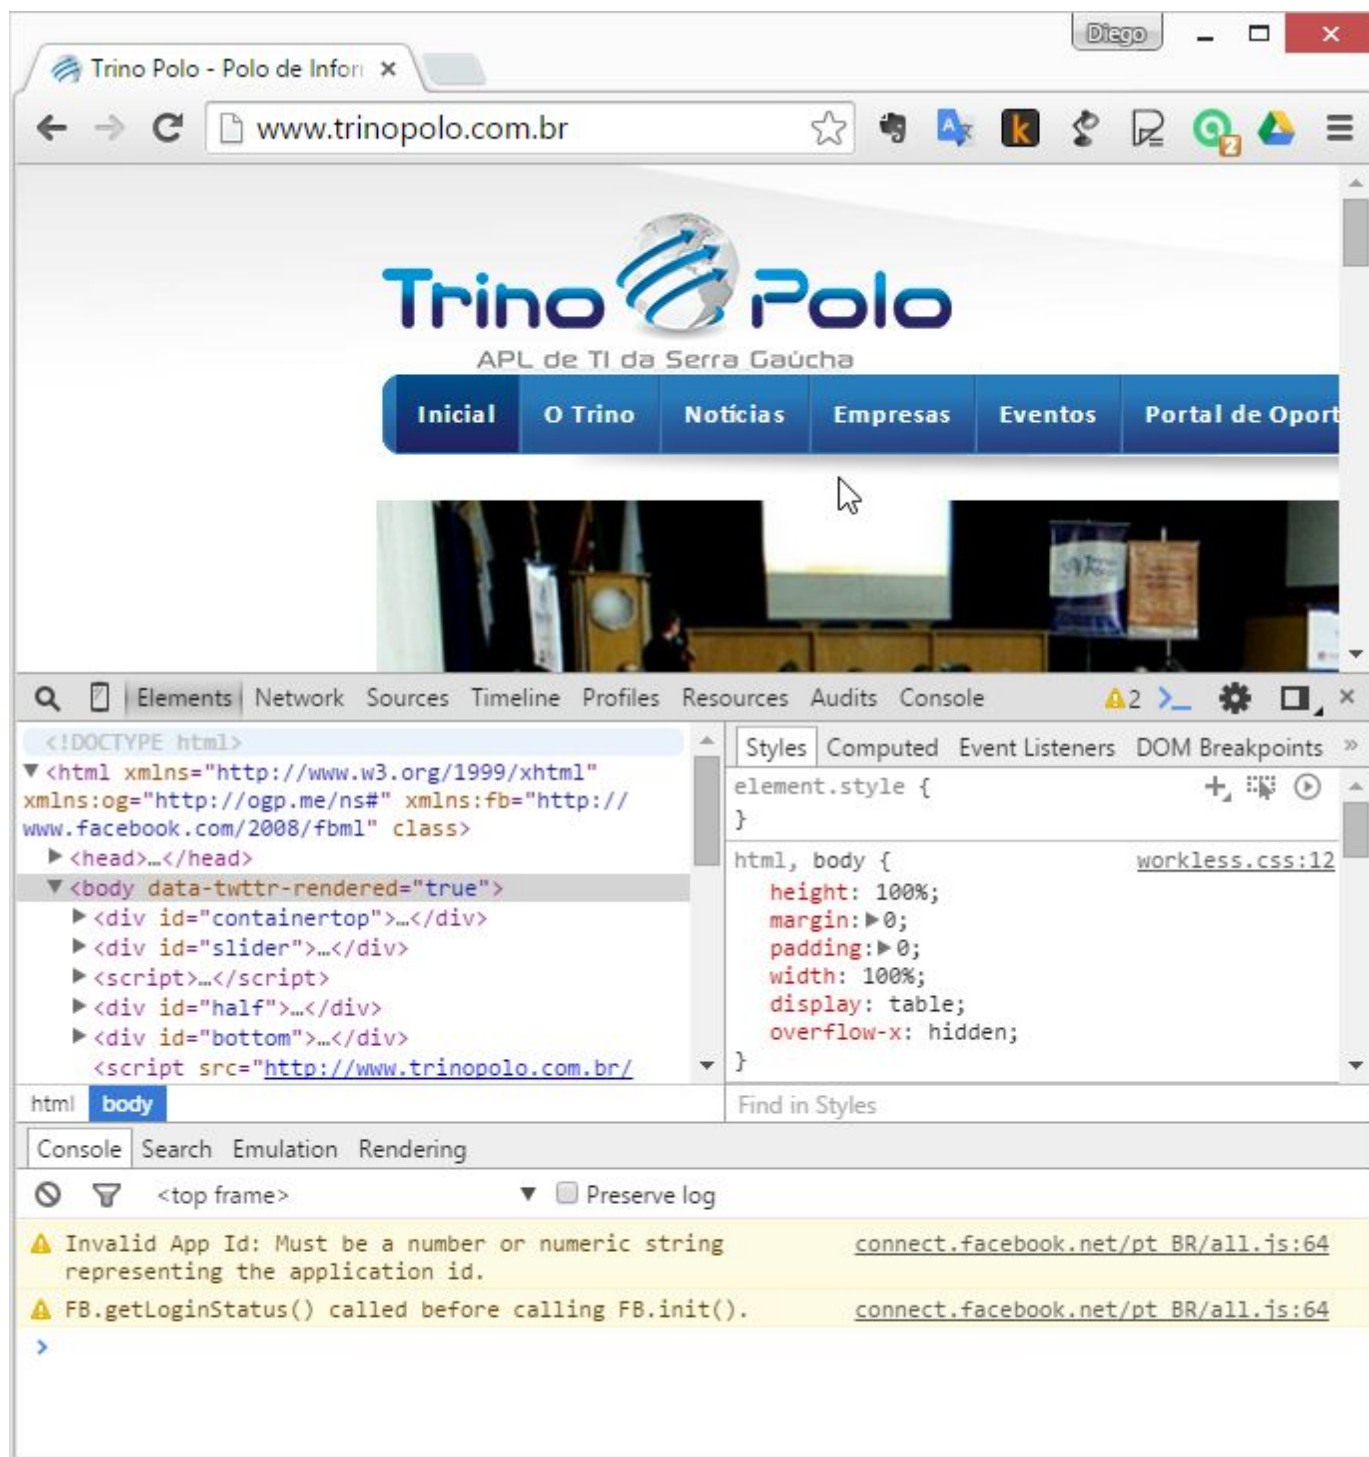 Diego
Trino Polo - Polo de Infor
www.trinopolo.com.br
2
Trino Polo
APL de TI da Serra Gaúcha
Inicial O Trino Notícias Empresas Eventos Portal de Oport
Trino
Polo
Elements Network Sources Timeline Profiles Resources Audits Console 2
<!DOCTYPE html>
<html xmlns="http://www.w3.org/1999/xhtml"
xmlns:og="http://ogp.me/ns#" xmlns:fb="http://
www.facebook.com/2008/fbml" class>
<head>…</head>
<body data-twttr-rendered="true">
<div id="containertop">…</div>
<div id="slider">…</div>
<script>…</script>
<div id="half">…</div>
<div id="bottom">…</div>
<script src="http://www.trinopolo.com.br/
html body
Styles Computed Event Listeners DOM Breakpoints »
element.style {
}
html, body { workless.css:12
height: 100%;
margin: 0;
padding: 0;
width: 100%;
display: table;
overflow-x: hidden;
}
Find in Styles
Console Search Emulation Rendering
<top frame> Preserve log
Invalid App Id: Must be a number or numeric string connect.facebook.net/pt_BR/all.js:64
representing the application id.
FB.getLoginStatus() called before calling FB.init(). connect.facebook.net/pt_BR/all.js:64
>